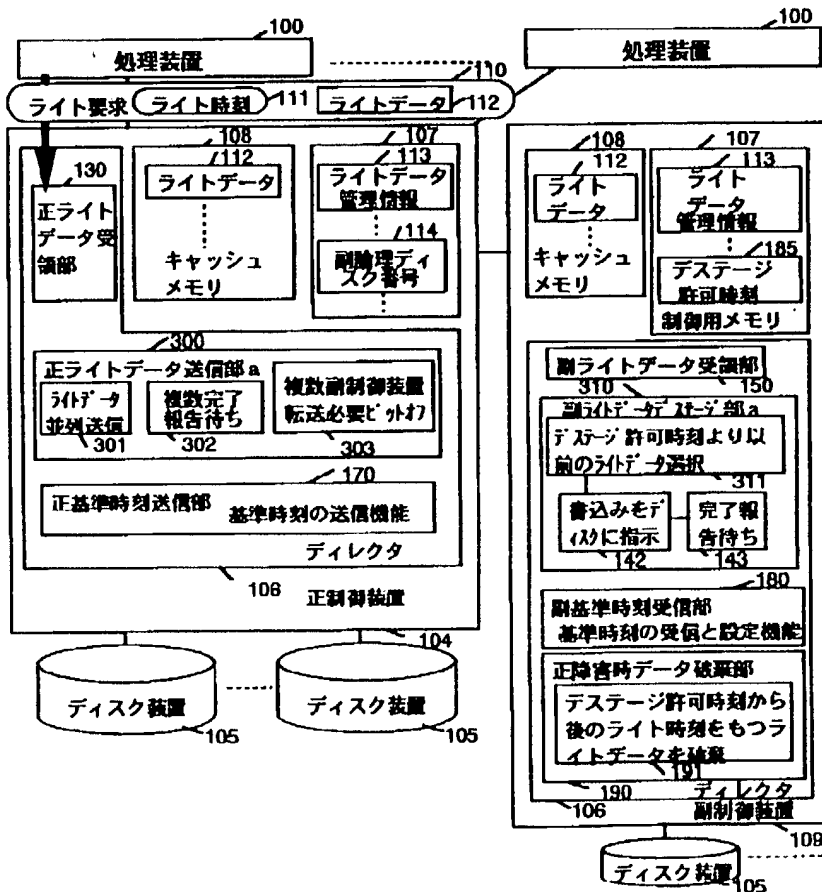 100
処理装置
100
処理装置
110
ライト要求
ライト時刻
111
ライトデータ
112
108
112
ライトデータ
キャッシュ
メモリ
107
113
ライトデータ
管理情報
114
副論理ディ
スク番号
130
正ライト
データ受
領部
300
正ライトデータ送信部a
ライトデータ
並列送信
301
複数完了
報告待ち
302
複数副制御装置
転送必要ビットオフ
303
170
正基準時刻送信部
基準時刻の送信機能
ディレクタ
106
正制御装置
104
ディスク装置
105
ディスク装置
105
108
112
ライト
データ
キャッシュ
メモリ
107
113
ライト
データ
管理情報
185
デステージ
許可時刻
制御用メモリ
副ライトデータ受領部
150
310
副ライトデータデステージ部a
デステージ許可時刻より以
前のライトデータ選択
311
書込みをデ
ィスクに指示
142
完了報
告待ち
143
180
副基準時刻受信部
基準時刻の受信と設定機能
正障害時データ破棄部
デステージ許可時刻から
後のライト時刻をもつラ
イトデータを破棄
191
190
ディレクタ
106
副制御装置
109
ディスク装置
105